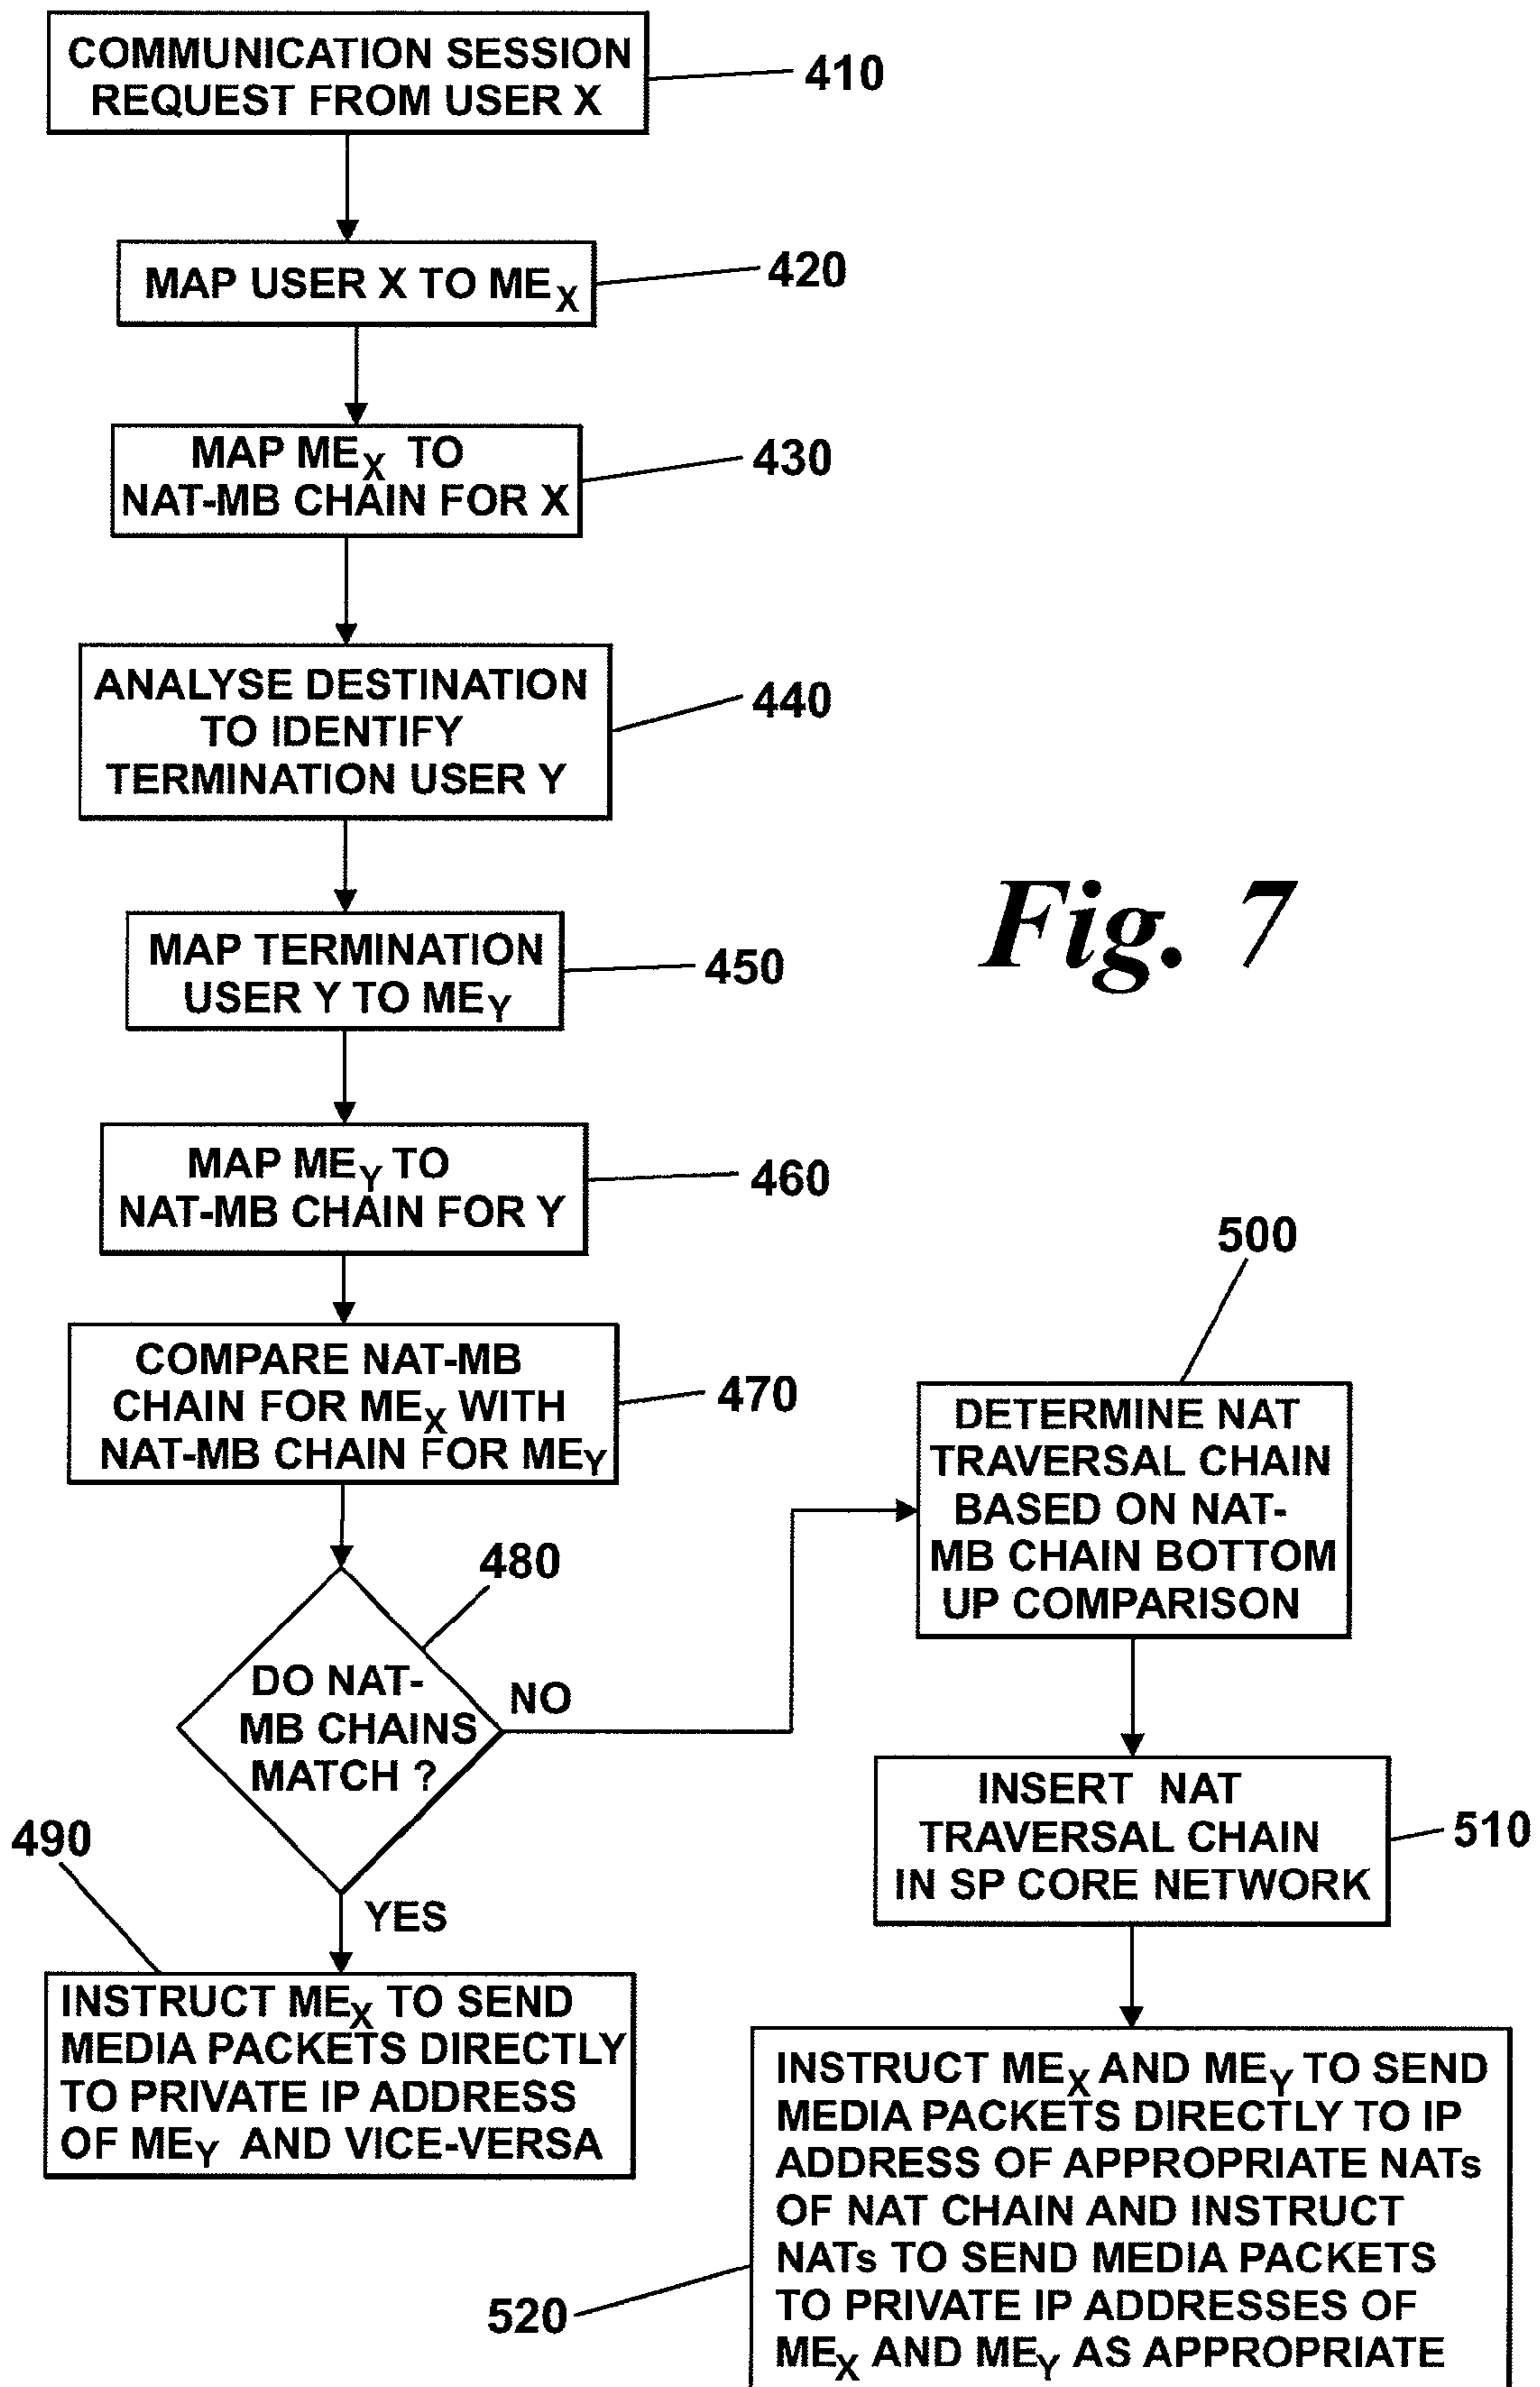 COMMUNICATION SESSION
REQUEST FROM USER X
410
MAP USER X TO MEX
420
MAP MEX TO
NAT-MB CHAIN FOR X
430
ANALYSE DESTINATION
TO IDENTIFY
TERMINATION USER Y
440
Fig. 7
MAP TERMINATION
USER Y TO MEY
450
MAP MEY TO
NAT-MB CHAIN FOR Y
460
COMPARE NAT-MB
CHAIN FOR MEX WITH
NAT-MB CHAIN FOR MEY
470
480
DO NAT-
MB CHAINS
MATCH ?
NO
YES
490
INSTRUCT MEX TO SEND
MEDIA PACKETS DIRECTLY
TO PRIVATE IP ADDRESS
OF MEY AND VICE-VERSA
500
DETERMINE NAT
TRAVERSAL CHAIN
BASED ON NAT-
MB CHAIN BOTTOM
UP COMPARISON
INSERT NAT
TRAVERSAL CHAIN
IN SP CORE NETWORK
510
INSTRUCT MEX AND MEY TO SEND
MEDIA PACKETS DIRECTLY TO IP
ADDRESS OF APPROPRIATE NATs
OF NAT CHAIN AND INSTRUCT
NATs TO SEND MEDIA PACKETS
TO PRIVATE IP ADDRESSES OF
MEX AND MEY AS APPROPRIATE
520